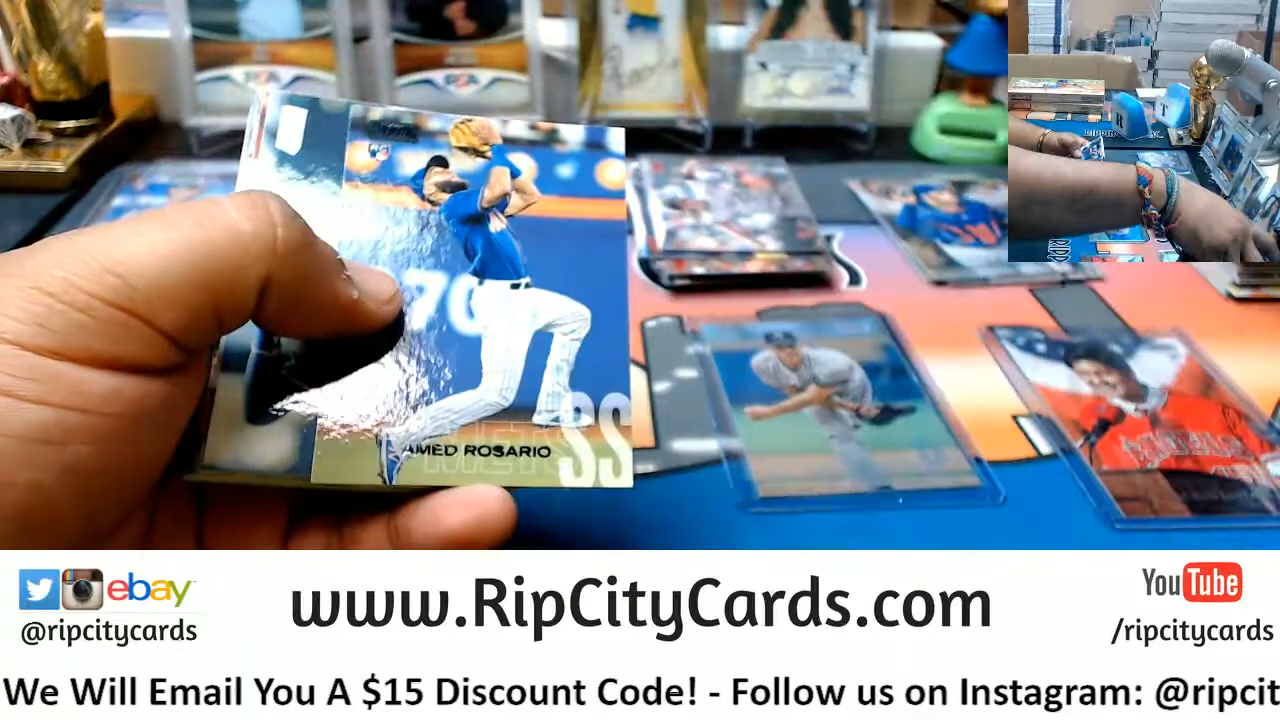 AMED ROSARIO
SS
ebay
@ripcitycards
www.RipCityCards.com
YouTube
/ripcitycards
We Will Email You A $15 Discount Code! - Follow us on Instagram: @ripcit